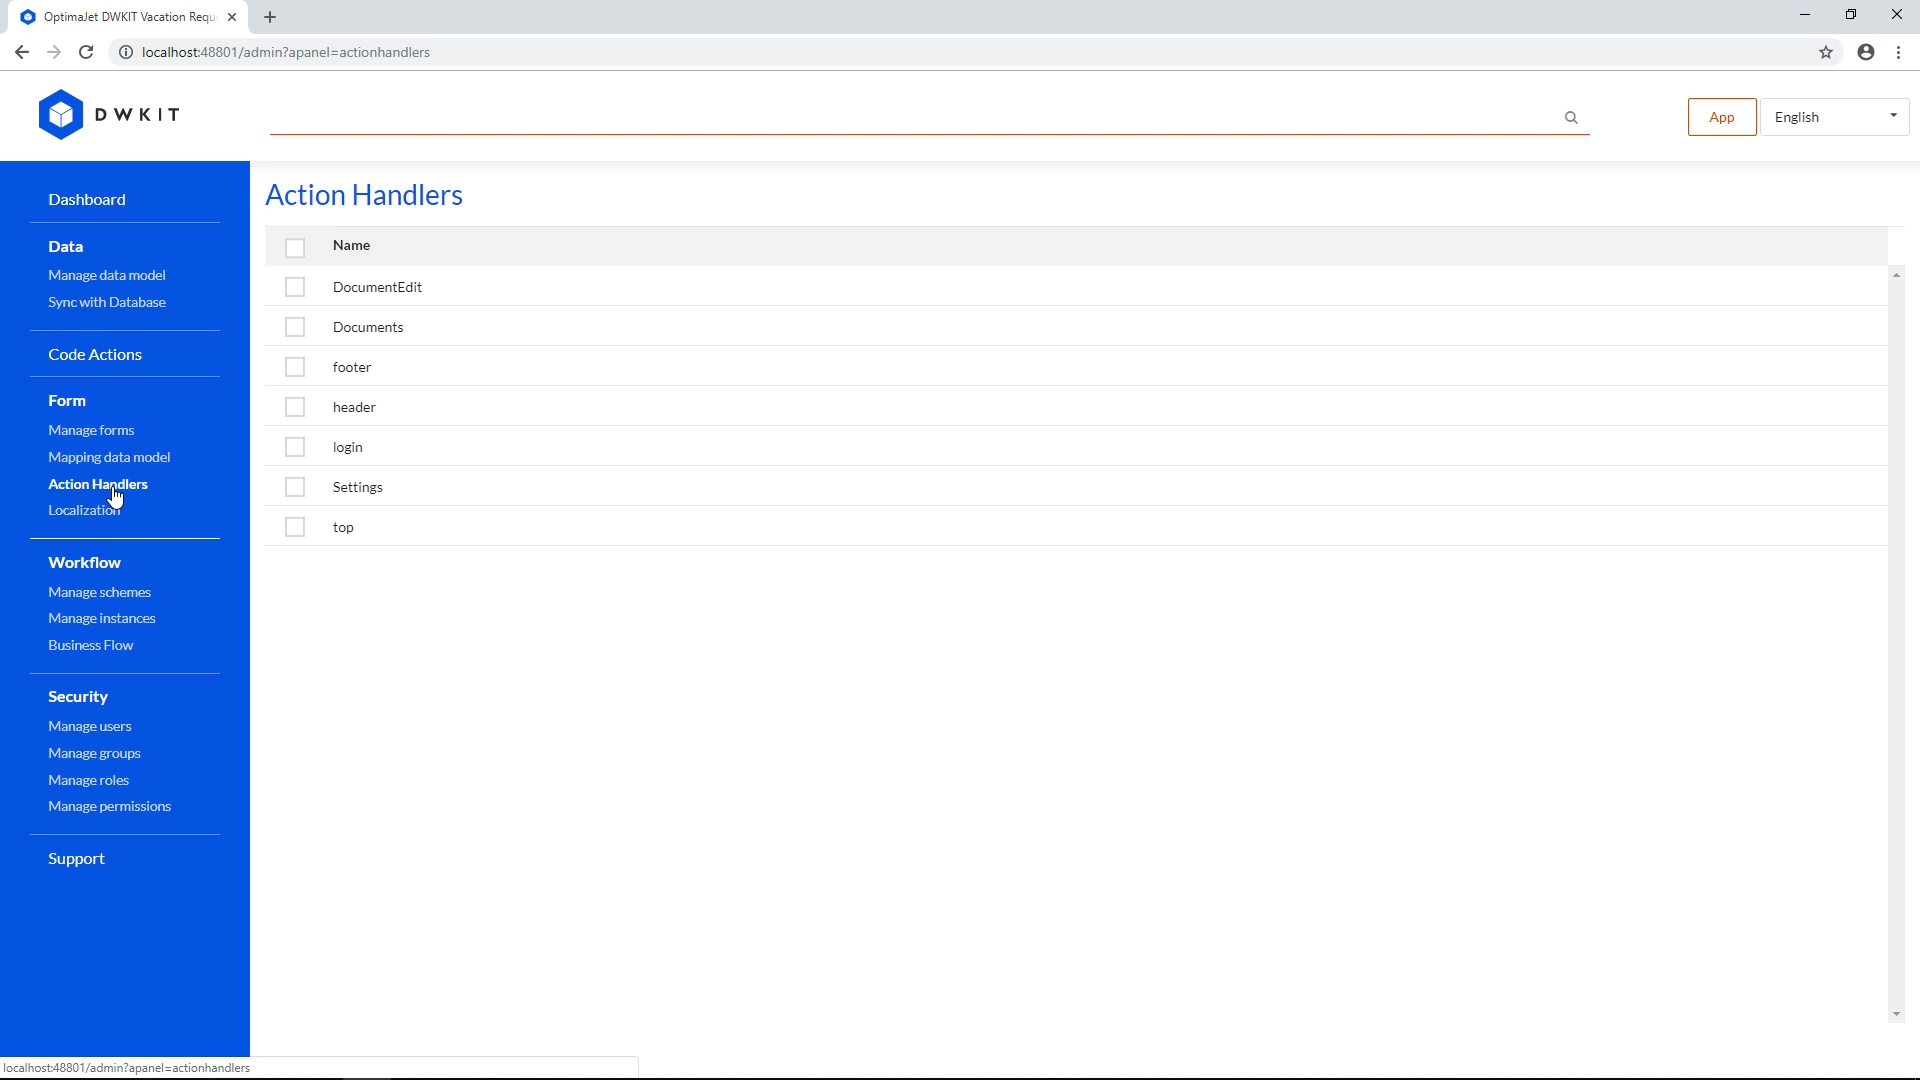 OptimaJet DWKIT Vacation Requ
localhost:48801/admin?apanel=actionhandlers
DWKIT
App
English
Dashboard
Data
Manage data model
Sync with Database
Code Actions
Form
Manage forms
Mapping data model
Action Handlers
Localization
Workflow
Manage schemes
Manage instances
Business Flow
Security
Manage users
Manage groups
Manage roles
Manage permissions
Support
Action Handlers
Name
DocumentEdit
Documents
footer
header
login
Settings
top
localhost:48801/admin?apanel=actionhandlers